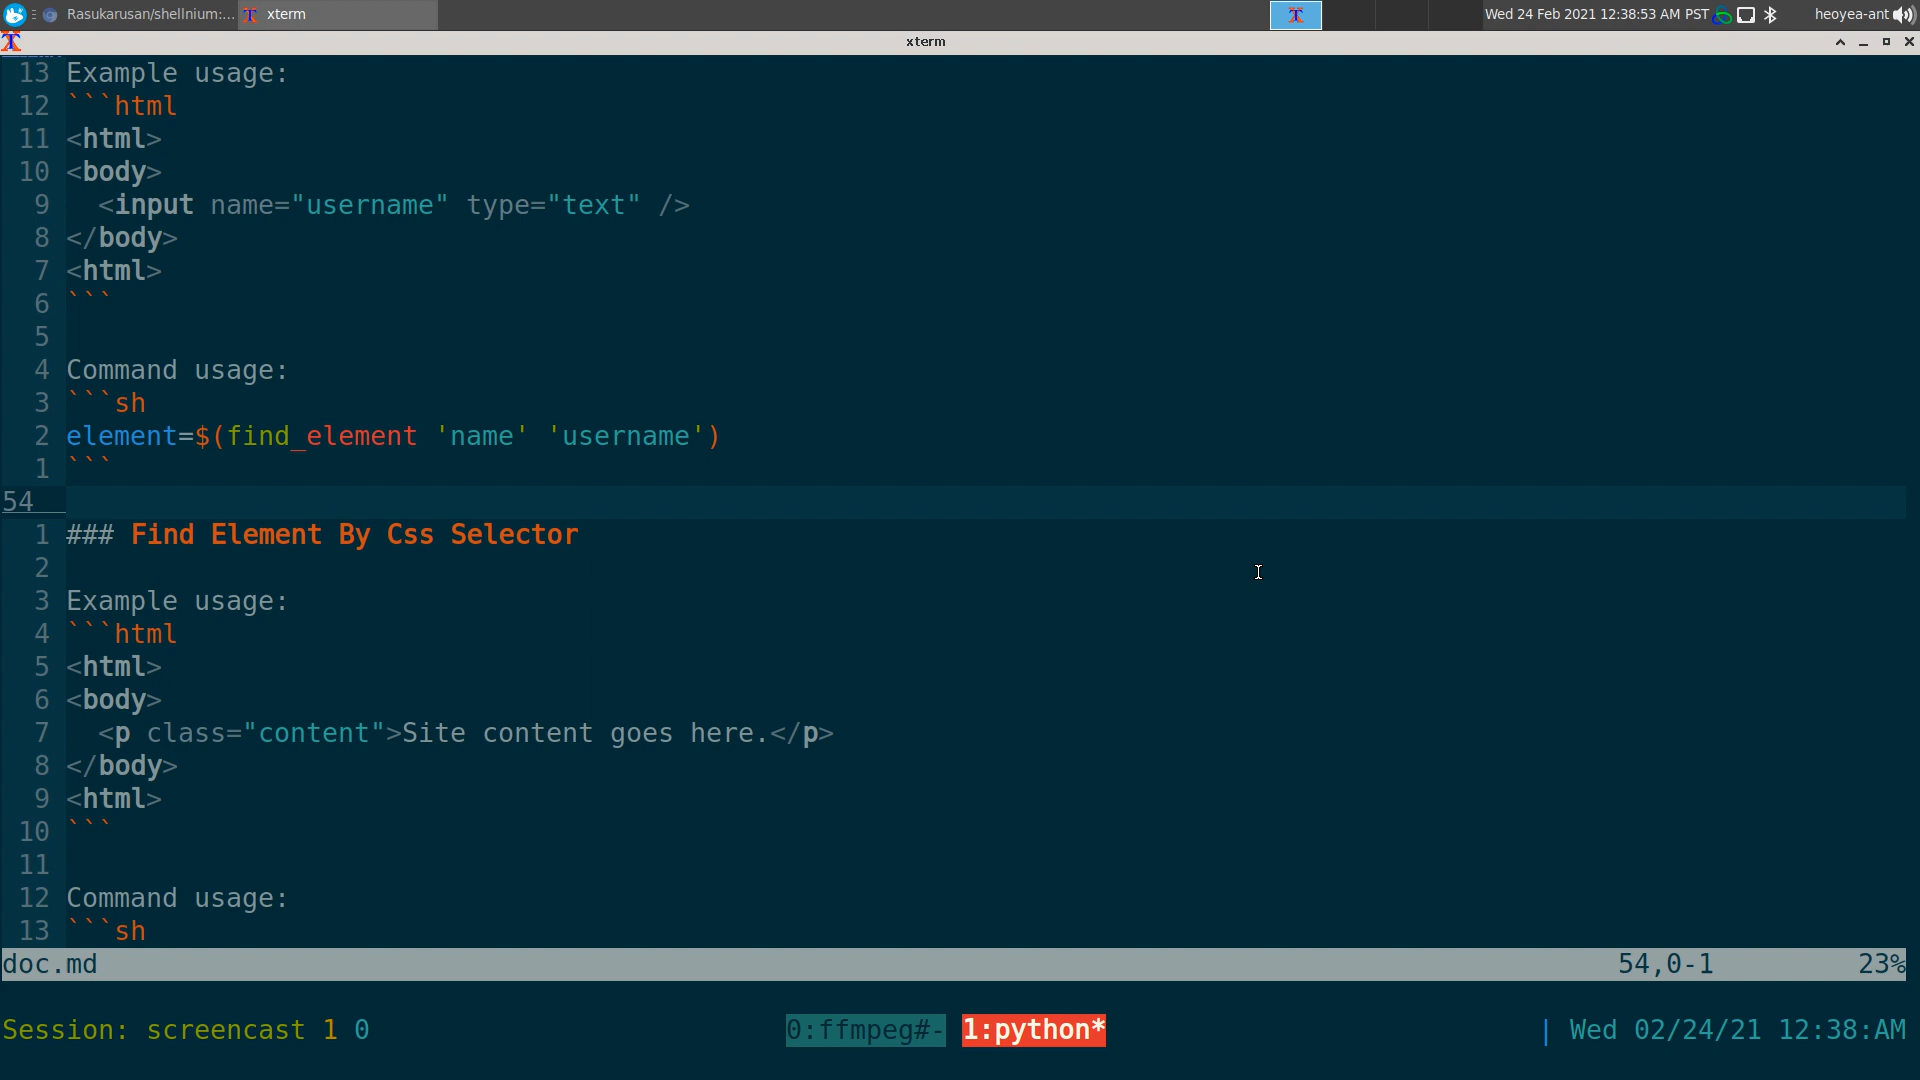 Rasukarusan/shellnium:... xterm Wed 24 Feb 2021 12:38:53 AM PST heoyea-ant
xterm
13 Example usage:
12 ```html
11 <html>
10 <body>
9   <input name="username" type="text" />
8 </body>
7 <html>
6 ```
5
4 Command usage:
3 ```sh
2 element=$(find_element 'name' 'username')
1 ```
54
1 ### Find Element By Css Selector
2
3 Example usage:
4 ```html
5 <html>
6 <body>
7   <p class="content">Site content goes here.</p>
8 </body>
9 <html>
10 ```
11
12 Command usage:
13 ```sh
doc.md 54,0-1 23%
Session: screencast 1 0 0:ffmpeg#- 1:python* | Wed 02/24/21 12:38:AM